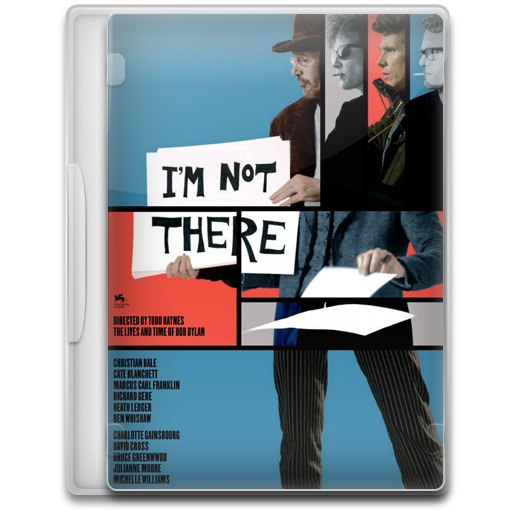 I'M NOT
THERE
DIRECTED BY TODD HAYNES
THE LIVES AND TIME OF BOB DYLAN
CHRISTIAN BALE
CATE BLANCHETT
MARCUS CARL FRANKLIN
RICHARD GERE
HEATH LEDGER
BEN WHISHAW
CHARLOTTE GAINSBOURG
DAVID CROSS
BRUCE GREENWWOO
JULIANNE MOORE
MICHELLE WILLIAMS